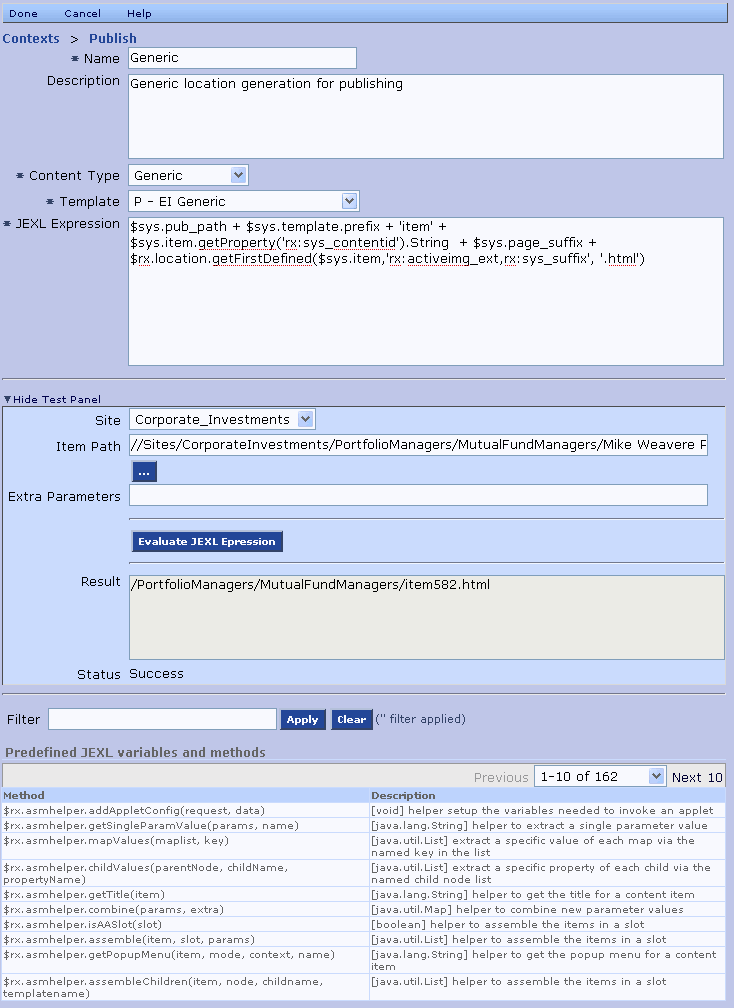 Done Cancel Help
Contexts > Publish
* Name Generic
Description Generic location generation for publishing
* Content Type Generic
* Template P - EI Generic
* JEXL Expression $sys.pub_path + $sys.template.prefix + 'item' +
$sys.item.getProperty('rx:sys_contentid').String + $sys.page_suffix +
$rx.location.getFirstDefined($sys.item,'rx:activeimg_ext,rx:sys_suffix', '.html')
▼Hide Test Panel
Site Corporate_Investments
Item Path //Sites/CorporateInvestments/PortfolioManagers/MutualFundManagers/Mike Weavere P
...
Extra Parameters
Evaluate JEXL Epression
Result /PortfolioManagers/MutualFundManagers/item582.html
Status Success
Filter Apply Clear ('' filter applied)
Predefined JEXL variables and methods
Previous 1-10 of 162 Next 10
Method Description
$rx.asmhelper.addAppletConfig(request, data) [void] helper setup the variables needed to invoke an applet
$rx.asmhelper.getSingleParamValue(params, name) [java.lang.String] helper to extract a single parameter value
$rx.asmhelper.mapValues(maplist, key) [java.util.List] extract a specific value of each map via the
named key in the list
$rx.asmhelper.childValues(parentNode, childName, [java.util.List] extract a specific property of each child via the
propertyName) named child node list
$rx.asmhelper.getTitle(item) [java.lang.String] helper to get the title for a content item
$rx.asmhelper.combine(params, extra) [java.util.Map] helper to combine new parameter values
$rx.asmhelper.isAASlot(slot) [boolean] helper to assemble the items in a slot
$rx.asmhelper.assemble(item, slot, params) [java.util.List] helper to assemble the items in a slot
$rx.asmhelper.getPopupMenu(item, mode, context, name) [java.lang.String] helper to get the popup menu for a content
item
$rx.asmhelper.assembleChildren(item, node, childname, [java.util.List] helper to assemble the items in a slot
templatename)